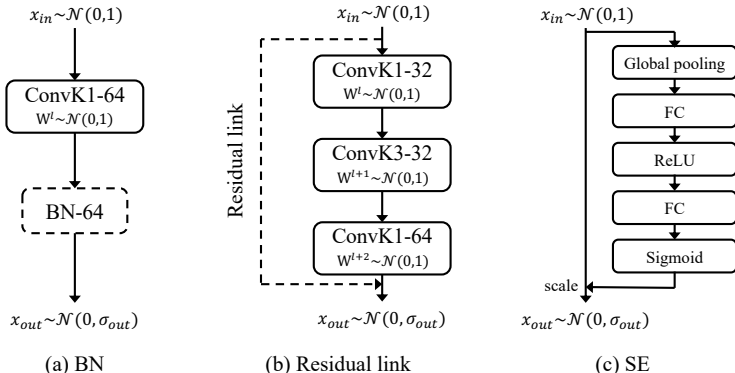 x_in~𝒩(0,1)
ConvK1-64
W^l~𝒩(0,1)
BN-64
x_out~𝒩(0,σ_out)
(a) BN
x_in~𝒩(0,1)
Residual link
ConvK1-32
W^l~𝒩(0,1)
ConvK3-32
W^{l+1}~𝒩(0,1)
ConvK1-64
W^{l+2}~𝒩(0,1)
x_out~𝒩(0,σ_out)
(b) Residual link
x_in~𝒩(0,1)
Global pooling
FC
ReLU
FC
Sigmoid
scale
x_out~𝒩(0,σ_out)
(c) SE